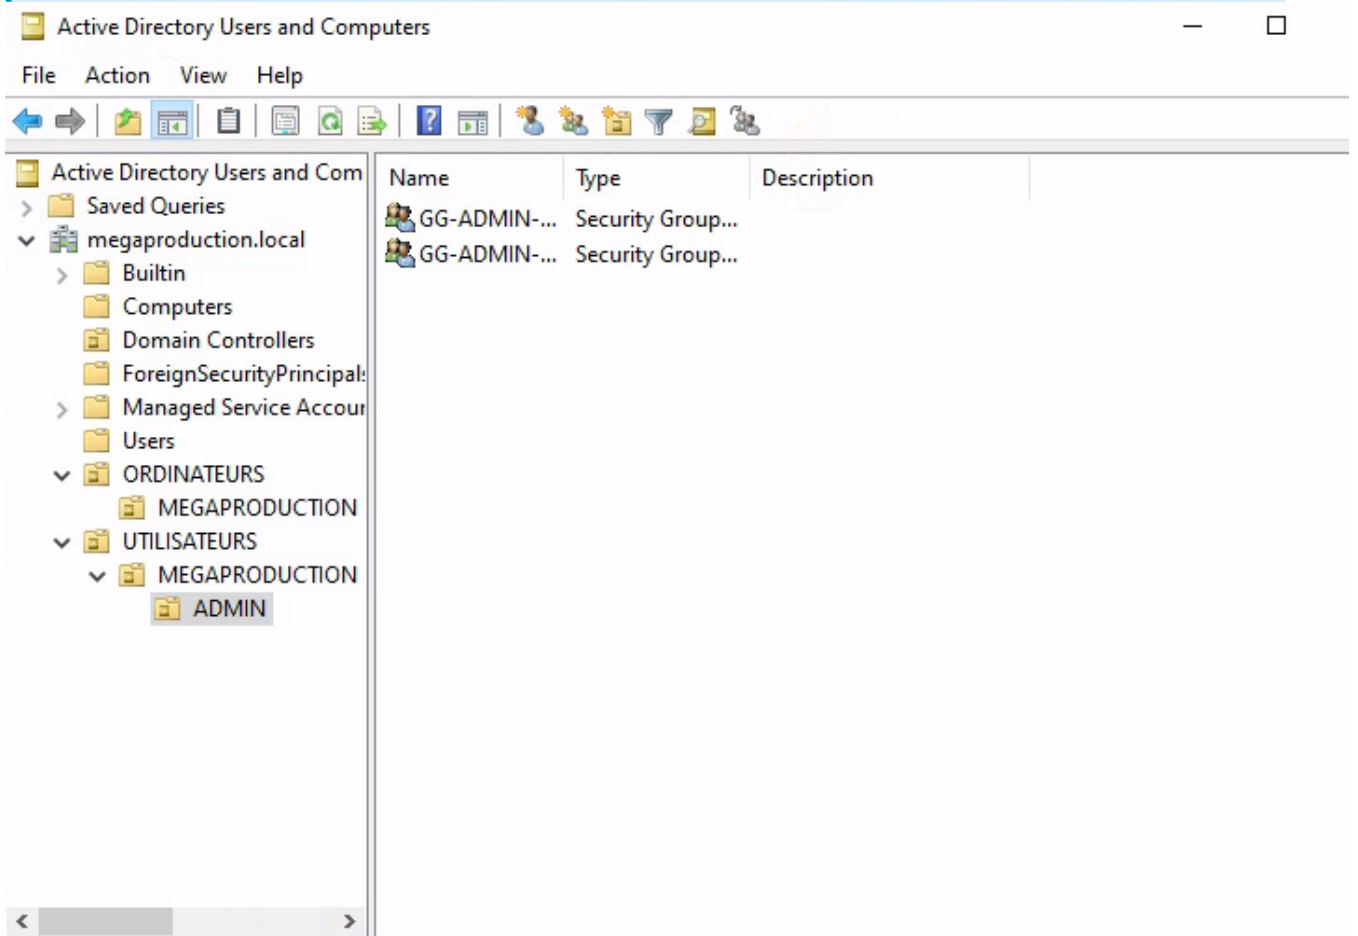 Active Directory Users and Computers
File Action View Help
Active Directory Users and Com
Saved Queries
megaproduction.local
Builtin
Computers
Domain Controllers
ForeignSecurityPrincipals
Managed Service Accour
Users
ORDINATEURS
MEGAPRODUCTION
UTILISATEURS
MEGAPRODUCTION
ADMIN
Name Type Description
GG-ADMIN-... Security Group...
GG-ADMIN-... Security Group...